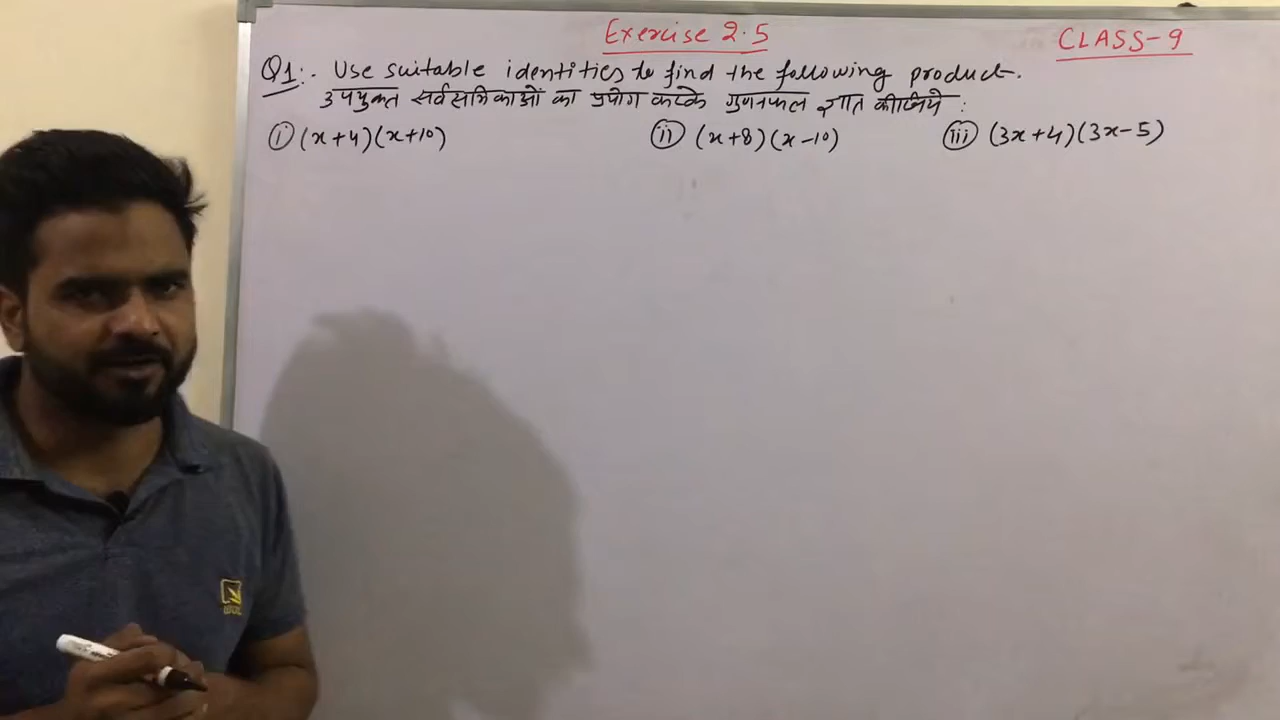 Exercise 2.5
CLASS-9
Q1:. Use suitable identities to find the following product.
उपयुक्त सर्वसमिकाओं का प्रयोग करके गुणनफल ज्ञात कीजिये :
(i) (x+4)(x+10) (ii) (x+8)(x-10) (iii) (3x+4)(3x-5)